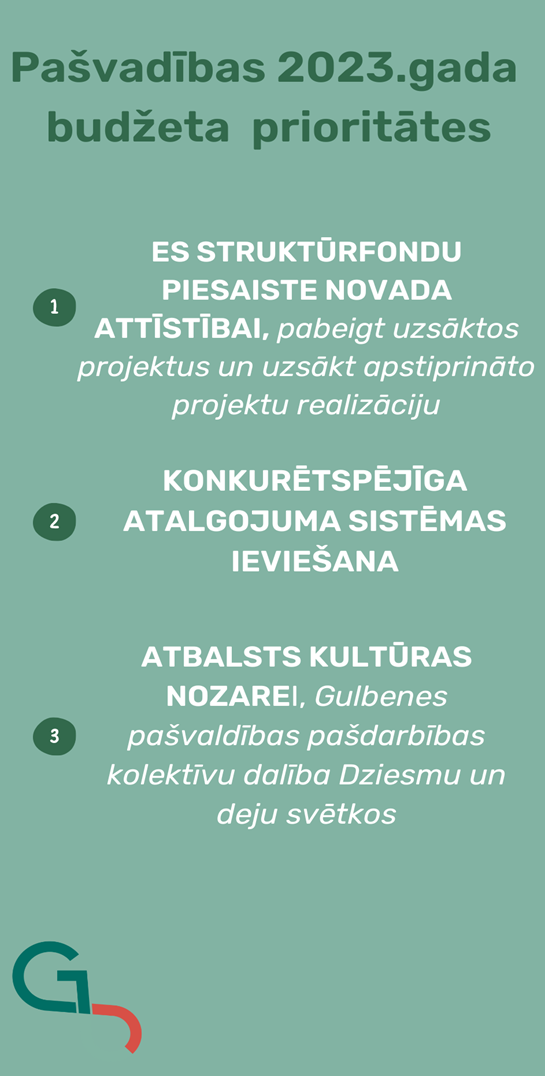 Pašvadības 2023.gada
budžeta prioritātes
ES STRUKTŪRFONDU
PIESAISTE NOVADA
1
ATTĪSTĪBAI, pabeigt uzsāktos
projektus un uzsākt apstiprināto
projektu realizāciju
KONKURĒTSPĒJĪGA
2
ATALGOJUMA SISTĒMAS
IEVIEŠANA
ATBALSTS KULTŪRAS
NOZAREI, Gulbenes
3
pašvaldības pašdarbības
kolektīvu dalība Dziesmu un
deju svētkos